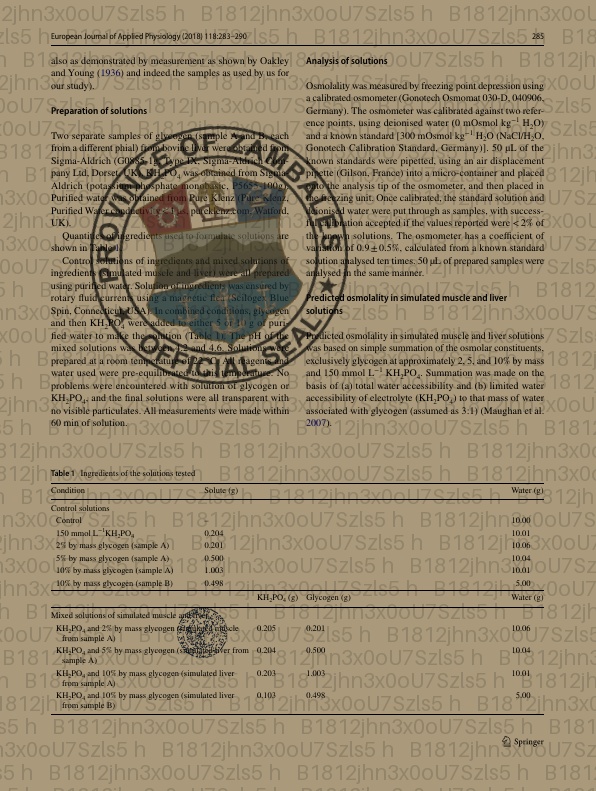 European Journal of Applied Physiology (2018) 118:283–290
285
also as demonstrated by measurement as shown by Oakley
and Young (1936) and indeed the samples as used by us for
our study).
Preparation of solutions
Two separate samples of glycogen (sample A and B, each
from a different phial) from bovine liver were obtained from
Sigma-Aldrich (G0885-1g, Type IX, Sigma-Aldrich Com-
pany Ltd, Dorset, UK). KH2PO4 was obtained from Sigma-
Aldrich (potassium phosphate monobasic, P5655-100g).
Purified water was obtained from Pure Klenz (Pure Klenz,
Purified Water conductivity pureklenz.com, Watford,
UK).
Quantities of ingredients used to formulate solutions are
shown in Table 1.
Control solutions of ingredients and mixed solutions of
ingredients (simulated muscle and liver) were all prepared
using purified water. Solution of ingredients was ensured by
rotary fluid currents using a magnetic flea (Scilogex Blue
Spin, Connecticut, USA). In combined conditions, glycogen
and then KH2PO4 were added to either puri-
fied water to make the solution (Table 1). The pH of the
mixed solutions was between 4.2 and 4.6. Solutions were
prepared at a room temperature of All reagents and
water used were pre-equilibrated to this temperature. No
problems were encountered with solution of glycogen or
KH2PO4, and the final solutions were all transparent with
no visible particulates. All measurements were made within
60 min of solution.
Analysis of solutions
Osmolality was measured by freezing point depression using
a calibrated osmometer (Gonotech Osmomat 030-D, 040906,
Germany). The osmometer was calibrated against two refer-
ence points, using deionised water (0 mOsmol kg−1 H2O)
and a known standard [300 mOsmol kg−1 H2O (NaCl/H2O,
Gonotech Calibration Standard, Germany)]. 50 µL of the
known standards were pipetted, using an air displacement
pipette (Gilson, France) into a micro-container and placed
onto the analysis tip of the osmometer, and then placed in
the freezing unit. Once calibrated, the standard solution and
deionised water were put through as samples, with success-
ful calibration accepted if the values reported were < 2% of
the known solutions. The osmometer has a coefficient of
variation of 0.9 ± 0.5%, calculated from a known standard
solution analysed ten times. 50 µL of prepared samples were
analysed in the same manner.
Predicted osmolality in simulated muscle and liver
solutions
Predicted osmolality in simulated muscle and liver solutions
was based on simple summation of the osmolar constituents,
exclusively glycogen at approximately 2, 5, and 10% by mass
and 150 mmol L−1 KH2PO4. Summation was made on the
basis of (a) total water accessibility and (b) limited water
accessibility of electrolyte (KH2PO4) to that mass of water
associated with glycogen (assumed as 3:1) (Maughan et al.
2007).
PROVINCE OF ZAMBALES
OFFICIAL SEAL
Table 1 Ingredients of the solutions tested
Condition Solute (g) Water (g)
Control solutions
Control – 10.00
150 mmol L−1KH2PO4 0.204 10.01
2% by mass glycogen (sample A) 0.201 10.06
5% by mass glycogen (sample A) 0.500 10.04
10% by mass glycogen (sample A) 1.003 10.01
10% by mass glycogen (sample B) 0.498 5.00
KH2PO4 (g) Glycogen (g) Water (g)
Mixed solutions of simulated muscle and liver
KH2PO4 and 2% by mass glycogen (simulated muscle 0.205 0.201 10.06
from sample A)
KH2PO4 and 5% by mass glycogen (simulated liver from 0.204 0.500 10.04
sample A)
KH2PO4 and 10% by mass glycogen (simulated liver 0.203 1.003 10.01
from sample A)
KH2PO4 and 10% by mass glycogen (simulated liver 0.103 0.498 5.00
from sample B)
Springer
B1812jhn3x0oU7Szls5 h